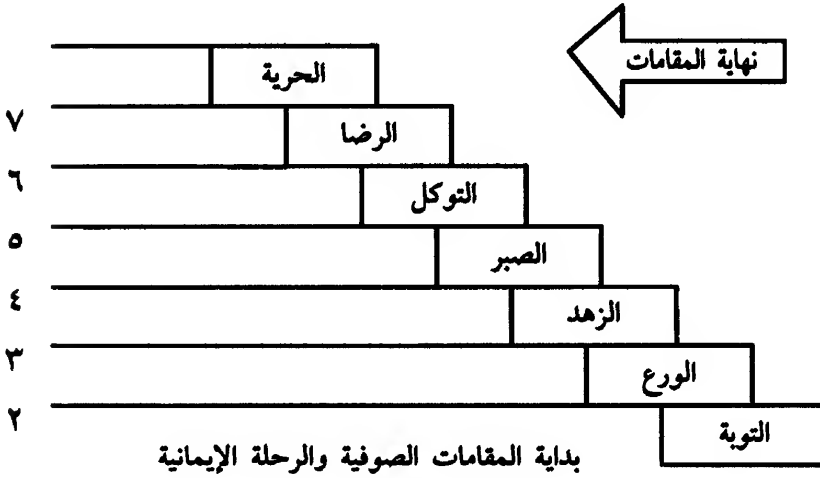 نهاية المقامات
الحرية
٧
الرضا
٦
التوكل
٥
الصبر
٤
الزهد
٣
الورع
٢
التوبة
بداية المقامات الصوفية والرحلة الإيمانية